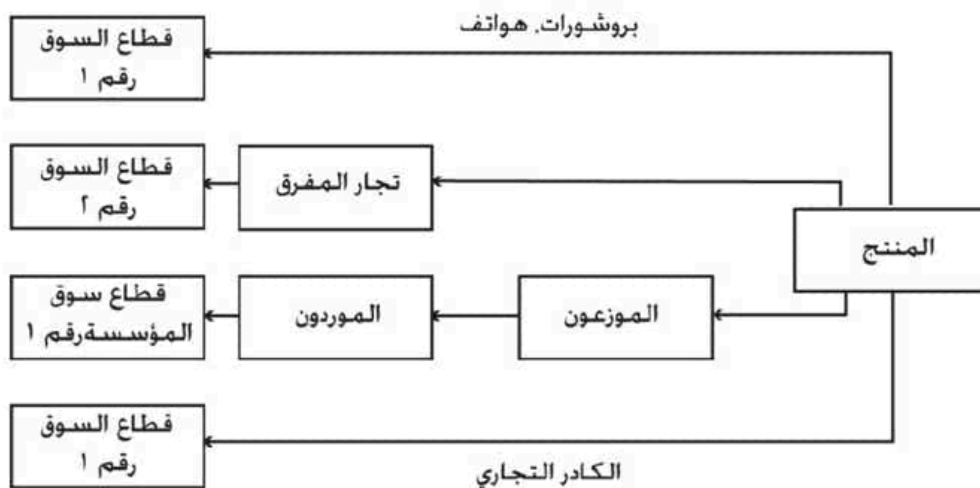 بروشورات. هواتف
قطاع السوق
رقم ١
تجار المفرق
قطاع السوق
رقم ٢
المنتج
الموزعون
الموردون
قطاع سوق
المؤسسة رقم ١
قطاع السوق
رقم ١
الكادر التجاري